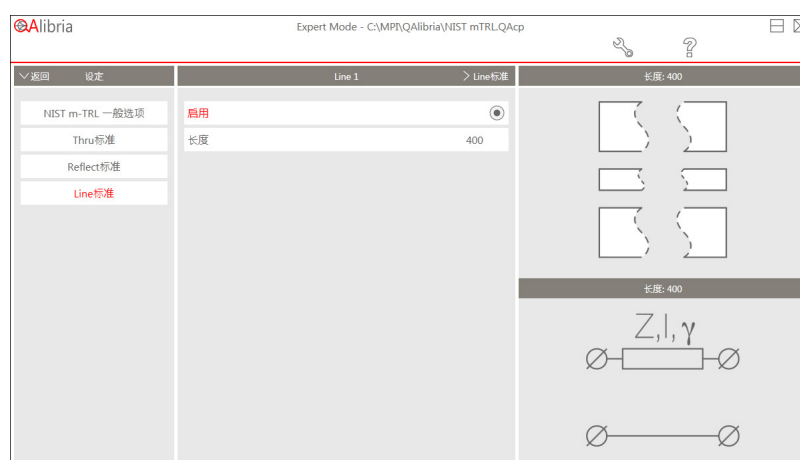 QAlibria
Expert Mode - C:\MPI\QAlibria\NIST mTRL.QAcp
返回 设定
Line 1
Line标准
长度: 400
NIST m-TRL 一般选项
Thru标准
Reflect标准
Line标准
启用
长度 400
长度: 400
Z, l, γ